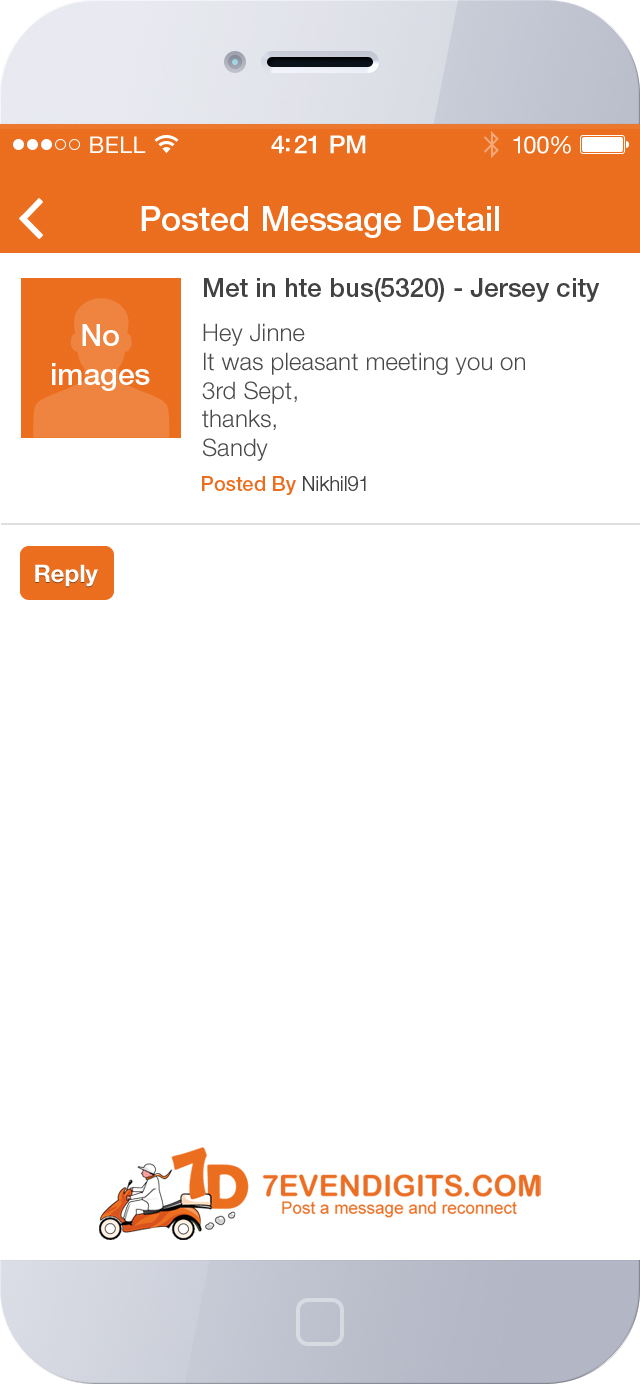 BELL 4:21 PM 100%
Posted Message Detail
No
images
Met in hte bus(5320) - Jersey city
Hey Jinne
It was pleasant meeting you on
3rd Sept,
thanks,
Sandy
Posted By Nikhil91
Reply
7D
7EVENDIGITS.COM
Post a message and reconnect